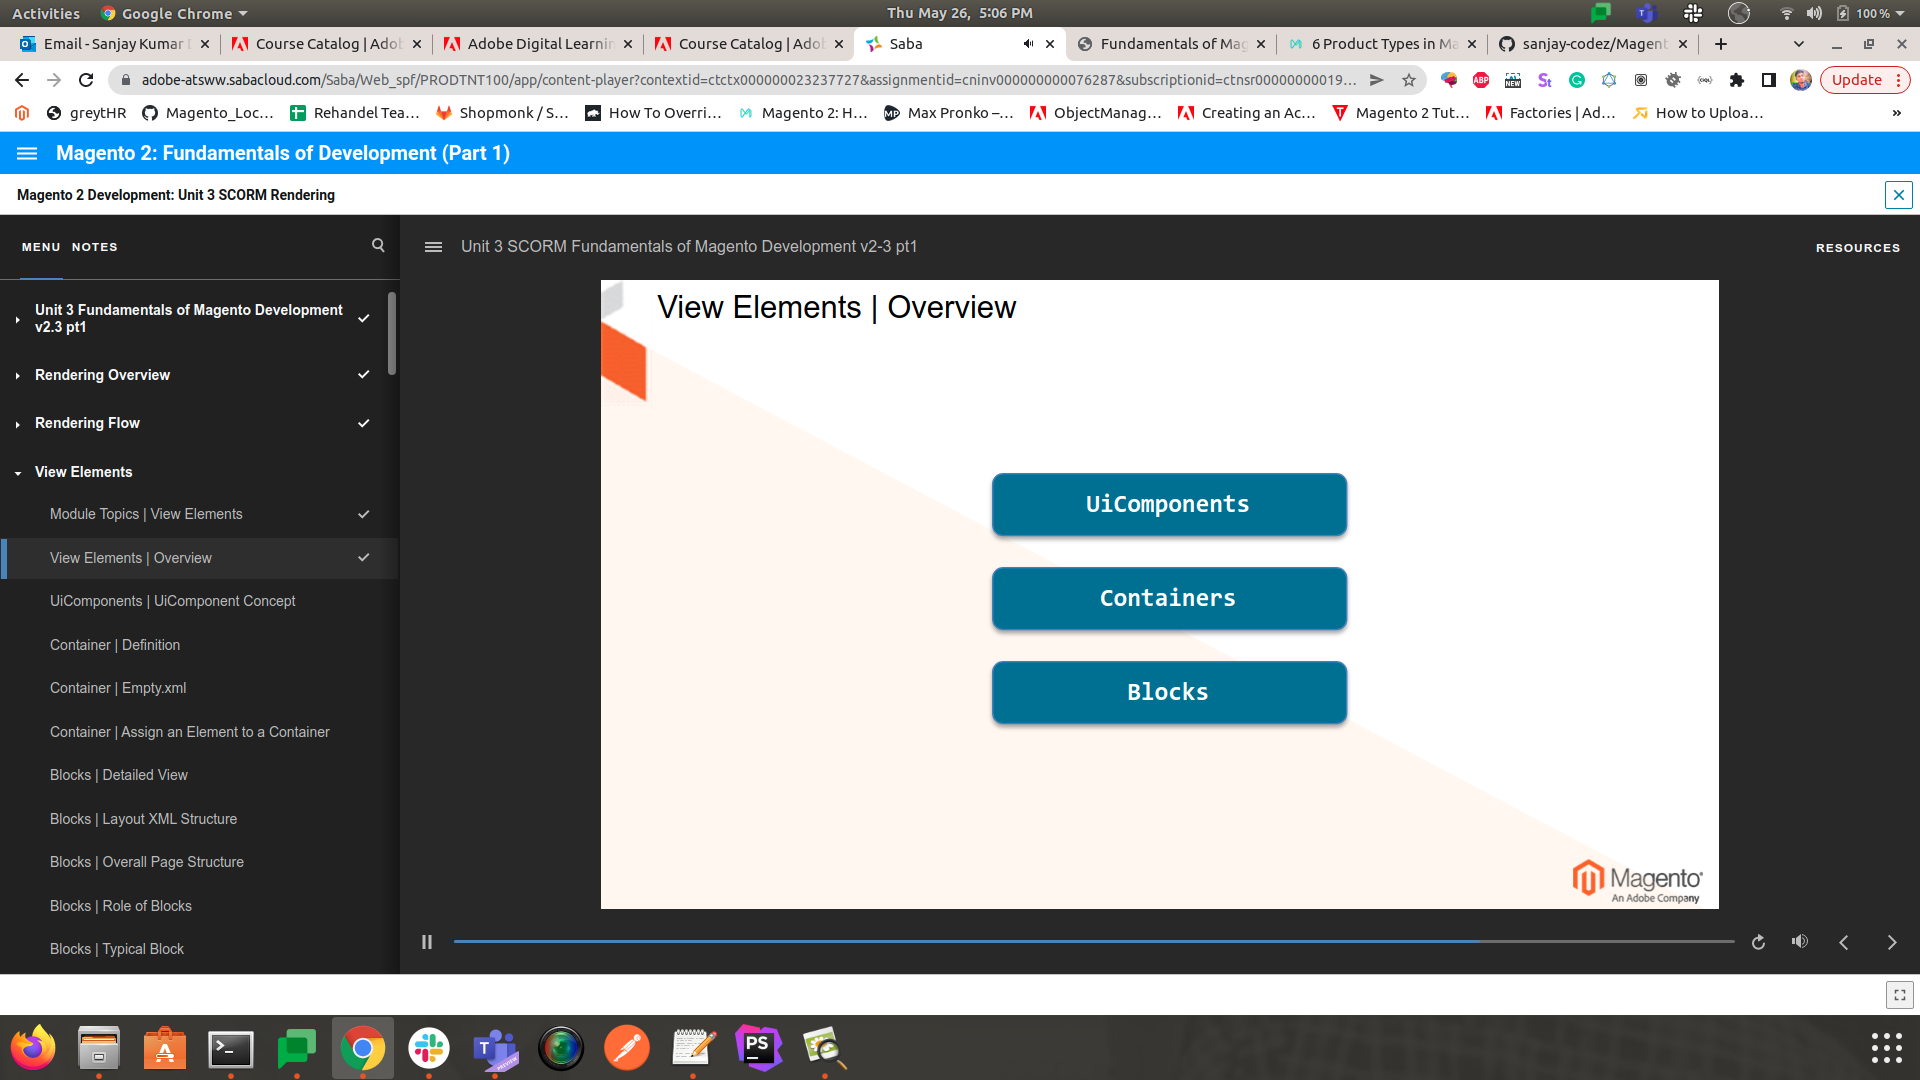 Activities
Google Chrome
Thu May 26, 5:06 PM
100 %
Email - Sanjay Kumar
Course Catalog | Adob
Adobe Digital Learnin
Course Catalog | Adob
Saba
Fundamentals of Mag
6 Product Types in Ma
sanjay-codez/Magent
adobe-atsww.sabacloud.com/Saba/Web_spf/PRODTNT100/app/content-player?contextid=ctctx000000023237727&assignmentid=cninv000000000076287&subscriptionid=ctnsr00000000019...
Update
greytHR
Magento_Loc...
Rehandel Tea...
Shopmonk / S...
How To Overri...
Magento 2: H...
Max Pronko –...
ObjectManag...
Creating an Ac...
Magento 2 Tut...
Factories | Ad...
How to Uploa...
»
Magento 2: Fundamentals of Development (Part 1)
Magento 2 Development: Unit 3 SCORM Rendering
MENU NOTES
Unit 3 SCORM Fundamentals of Magento Development v2-3 pt1
RESOURCES
Unit 3 Fundamentals of Magento Development
v2.3 pt1
Rendering Overview
Rendering Flow
View Elements
Module Topics | View Elements
View Elements | Overview
UiComponents | UiComponent Concept
Container | Definition
Container | Empty.xml
Container | Assign an Element to a Container
Blocks | Detailed View
Blocks | Layout XML Structure
Blocks | Overall Page Structure
Blocks | Role of Blocks
Blocks | Typical Block
View Elements | Overview
UiComponents
Containers
Blocks
Magento
An Adobe Company